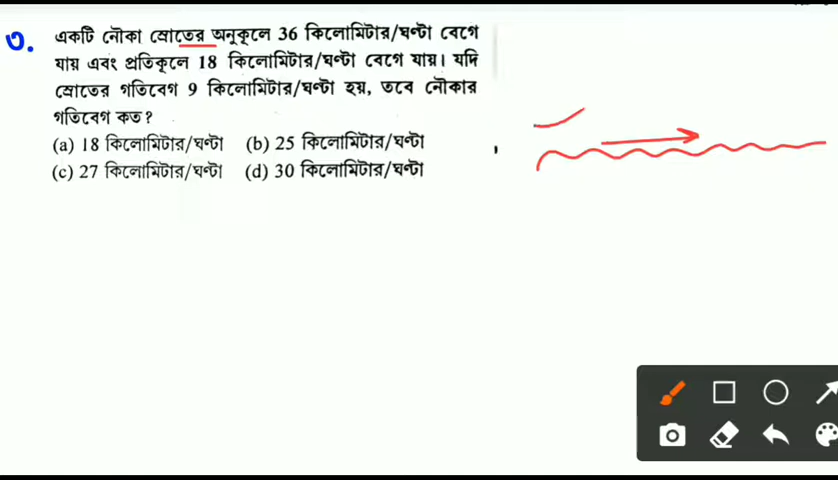 ৩. একটি নৌকা স্রোতের অনুকূলে 36 কিলোমিটার/ঘণ্টা বেগে
যায় এবং প্রতিকূলে 18 কিলোমিটার/ঘণ্টা বেগে যায়। যদি
স্রোতের গতিবেগ 9 কিলোমিটার/ঘণ্টা হয়, তবে নৌকার
গতিবেগ কত?
(a) 18 কিলোমিটার/ঘণ্টা (b) 25 কিলোমিটার/ঘণ্টা
(c) 27 কিলোমিটার/ঘণ্টা (d) 30 কিলোমিটার/ঘণ্টা